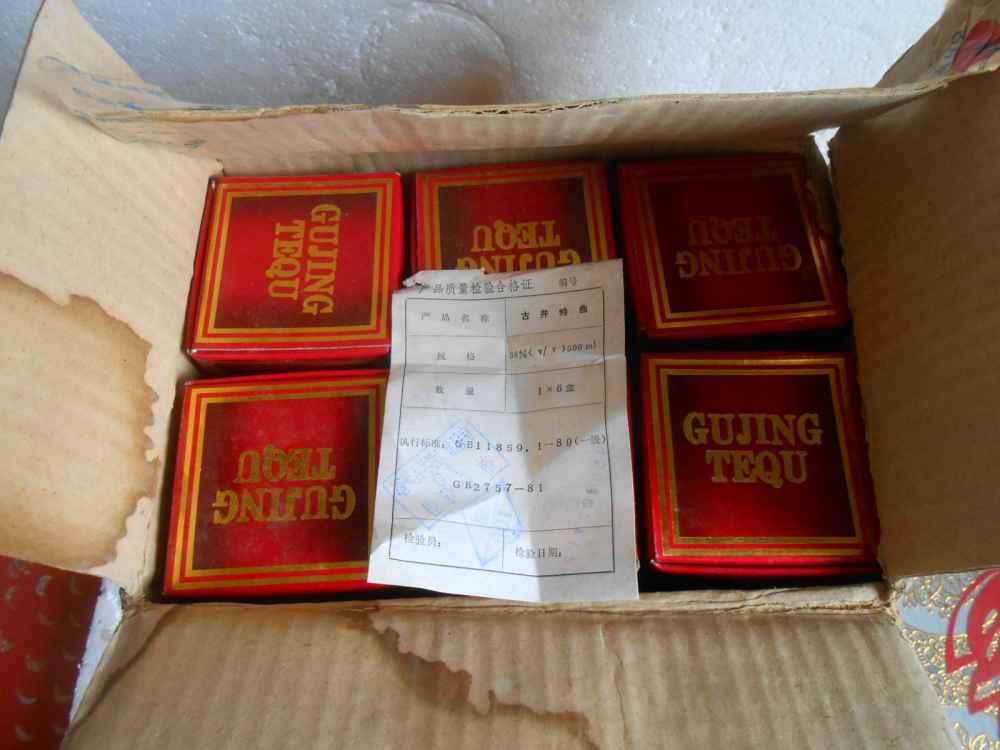 GUJING
TEQU
GUJING
TEQU
GUJING
TEQU
产品质量检验合格证 编号
产品名称 古井特曲
规格 38%(v/v)500ml
数量 1×6盒
执行标准：GB11859.1—89(一级)
GB2757—81
检验员： 检验日期：
GUJING
TEQU
GUJING
TEQU